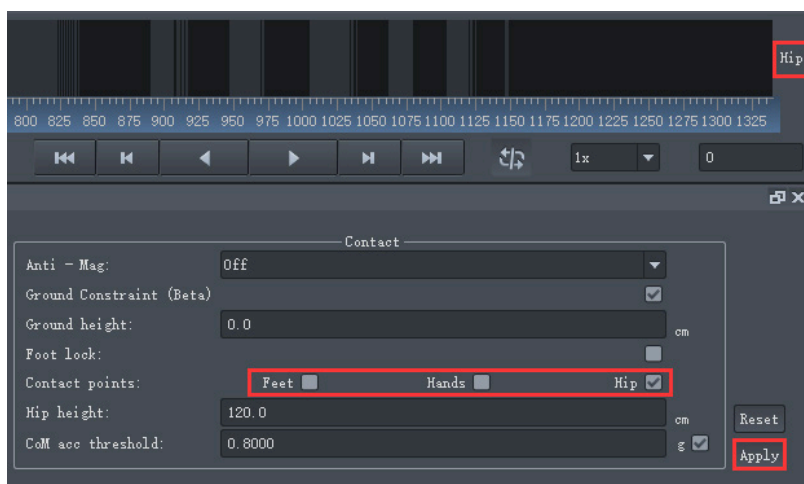 Hip
800 825 850 875 900 925 950 975 1000 1025 1050 1075 1100 1125 1150 1175 1200 1225 1250 1275 1300 1325
1x 0
Contact
Anti - Mag: Off
Ground Constraint (Beta)
Ground height: 0.0 cm
Foot lock:
Contact points: Feet Hands Hip
Hip height: 120.0 cm Reset
CoM acc threshold: 0.8000 g
Apply